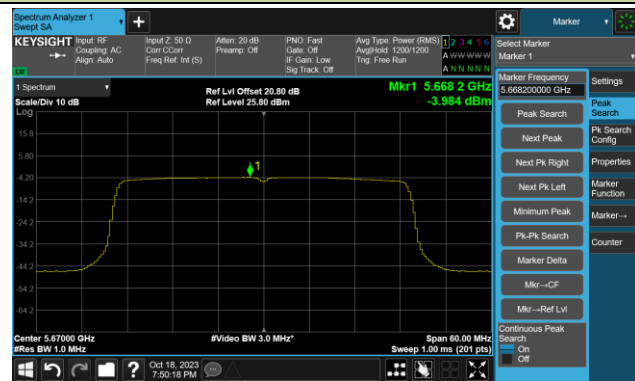 Spectrum Analyzer 1
Swept SA
Marker
KEYSIGHT
Input: RF
Coupling: AC
Align: Auto
Input Z: 50 Ω
Corr CCorr
Freq Ref: Int (S)
Atten: 20 dB
Preamp: Off
PNO: Fast
Gate: Off
IF Gain: Low
Sig Track: Off
Avg Type: Power (RMS)
Avg|Hold: 1200/1200
Trig: Free Run
1 2 3 4 5 6
A W W W W W
A N N N N N
LW
Select Marker
Marker 1
1 Spectrum
Scale/Div 10 dB
Log
Ref Lvl Offset 20.80 dB
Ref Level 25.80 dBm
Mkr1 5.668 2 GHz
-3.984 dBm
15.8
5.80
-4.20
-14.2
-24.2
-34.2
-44.2
-54.2
-64.2
1
Center 5.67000 GHz
#Res BW 1.0 MHz
#Video BW 3.0 MHz*
Span 60.00 MHz
Sweep 1.00 ms (201 pts)
Marker Frequency
5.668200000 GHz
Peak Search
Next Peak
Next Pk Right
Next Pk Left
Minimum Peak
Pk-Pk Search
Marker Delta
Mkr→CF
Mkr→Ref Lvl
Continuous Peak
Search
On
Off
Settings
Peak
Search
Pk Search
Config
Properties
Marker
Function
Marker→
Counter
Oct 18, 2023
7:50:18 PM